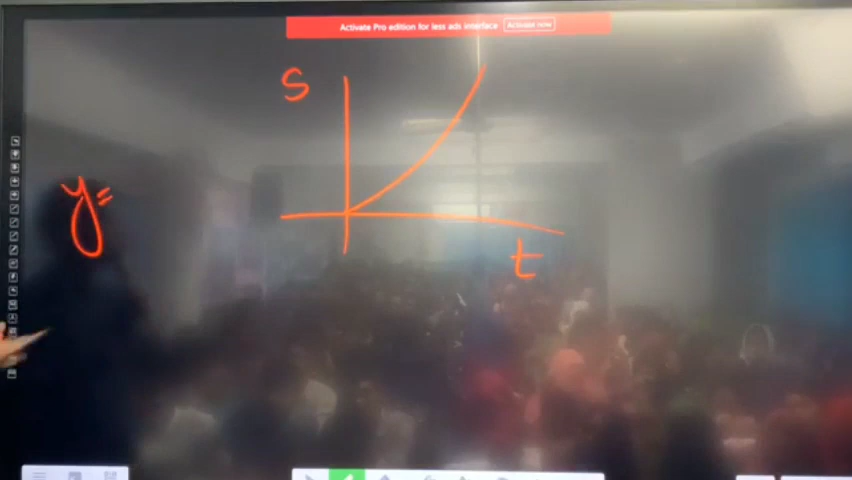 Activate Pro edition for less ads interface Activate now
S
y=
t